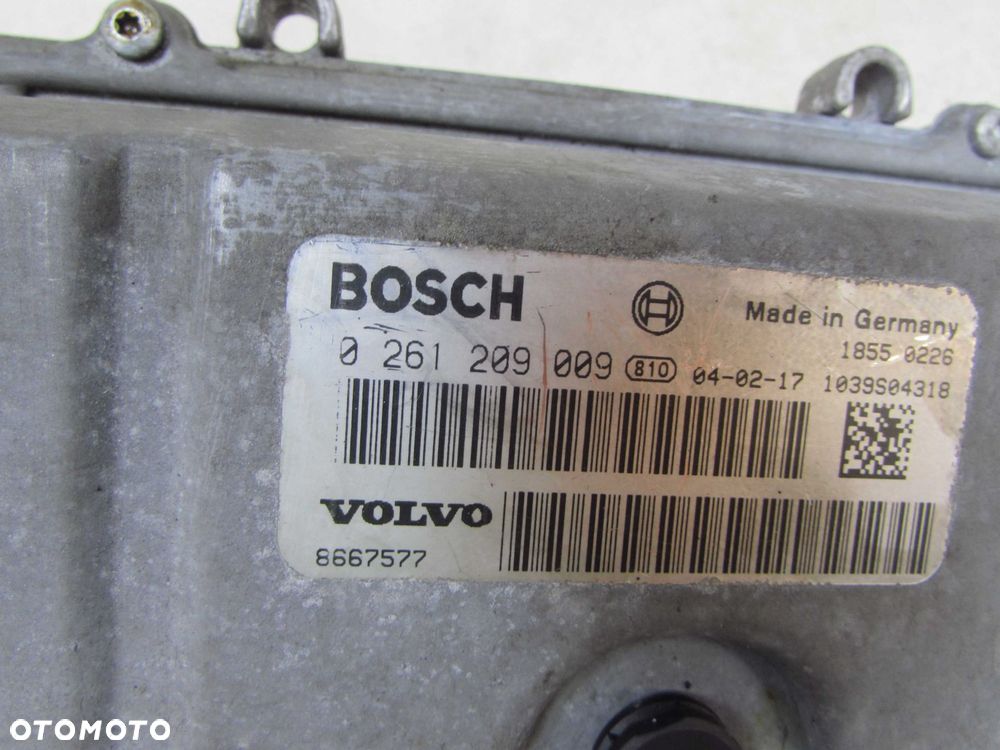 BOSCH
Made in Germany
1855 0226
0 261 209 009 810 04-02-17 1039S04318
VOLVO
8667577
OTOMOTO